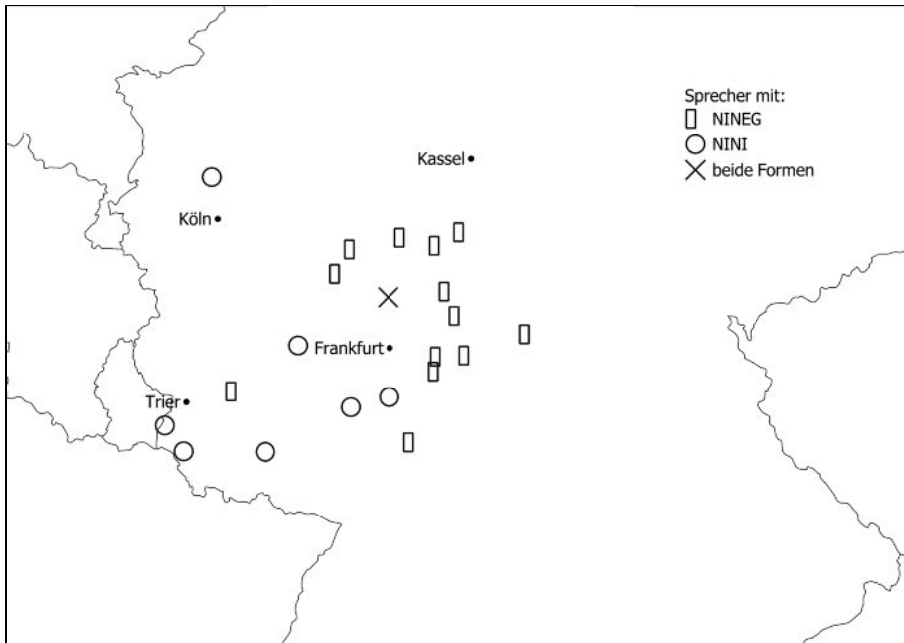 Sprecher mit:
NINEG
NINI
beide Formen
Kassel
Köln
Frankfurt
Trier